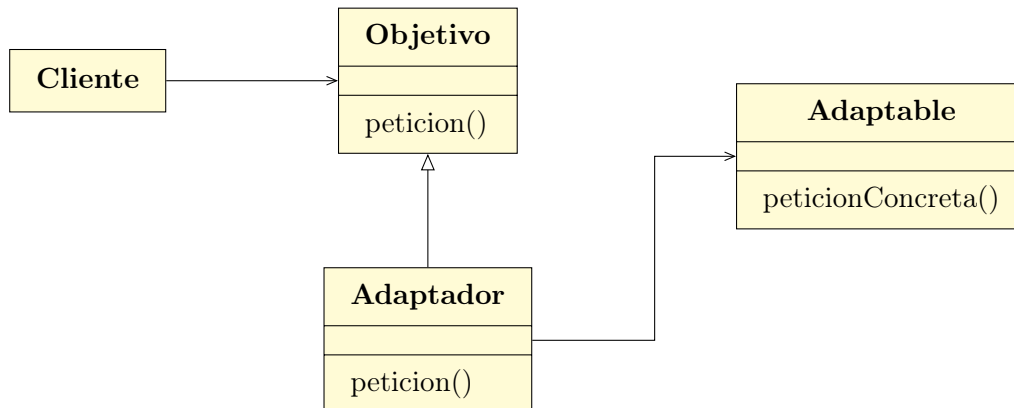 Cliente
Objetivo
peticion()
Adaptable
peticionConcreta()
Adaptador
peticion()